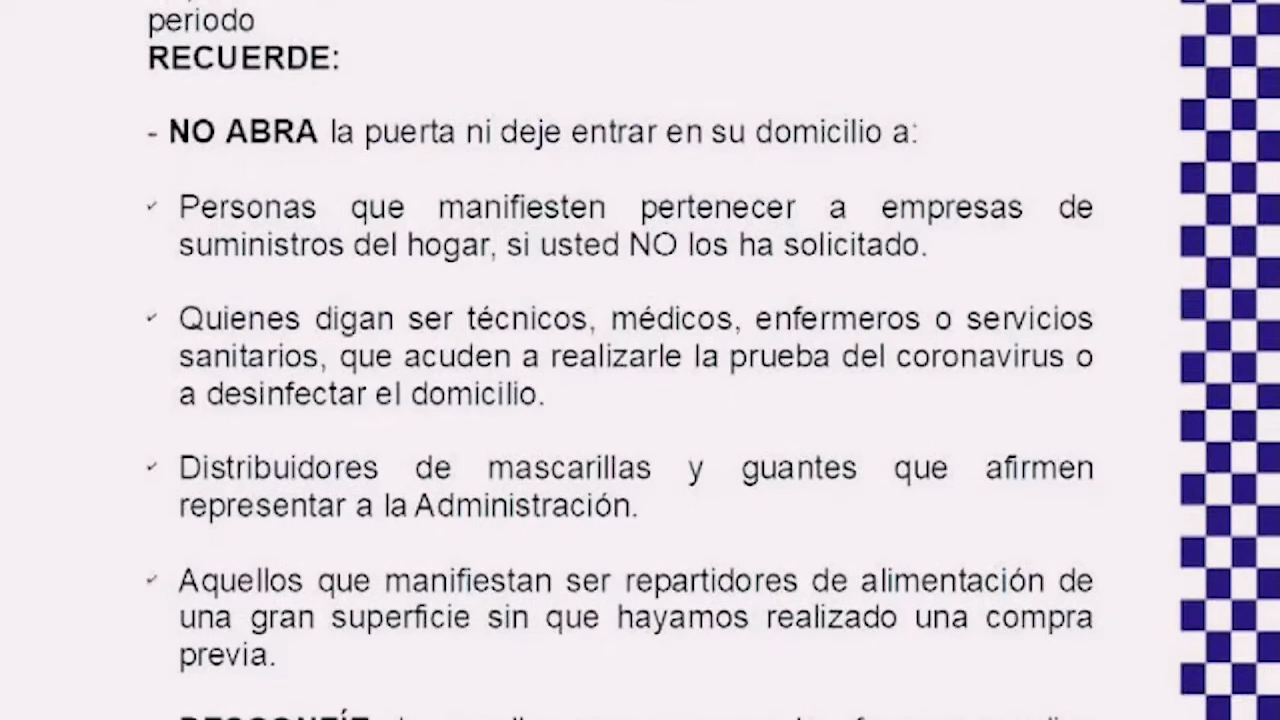 periodo
RECUERDE:
- NO ABRA la puerta ni deje entrar en su domicilio a:
✓ Personas que manifiesten pertenecer a empresas de
suministros del hogar, si usted NO los ha solicitado.
✓ Quienes digan ser técnicos, médicos, enfermeros o servicios
sanitarios, que acuden a realizarle la prueba del coronavirus o
a desinfectar el domicilio.
✓ Distribuidores de mascarillas y guantes que afirmen
representar a la Administración.
✓ Aquellos que manifiestan ser repartidores de alimentación de
una gran superficie sin que hayamos realizado una compra
previa.